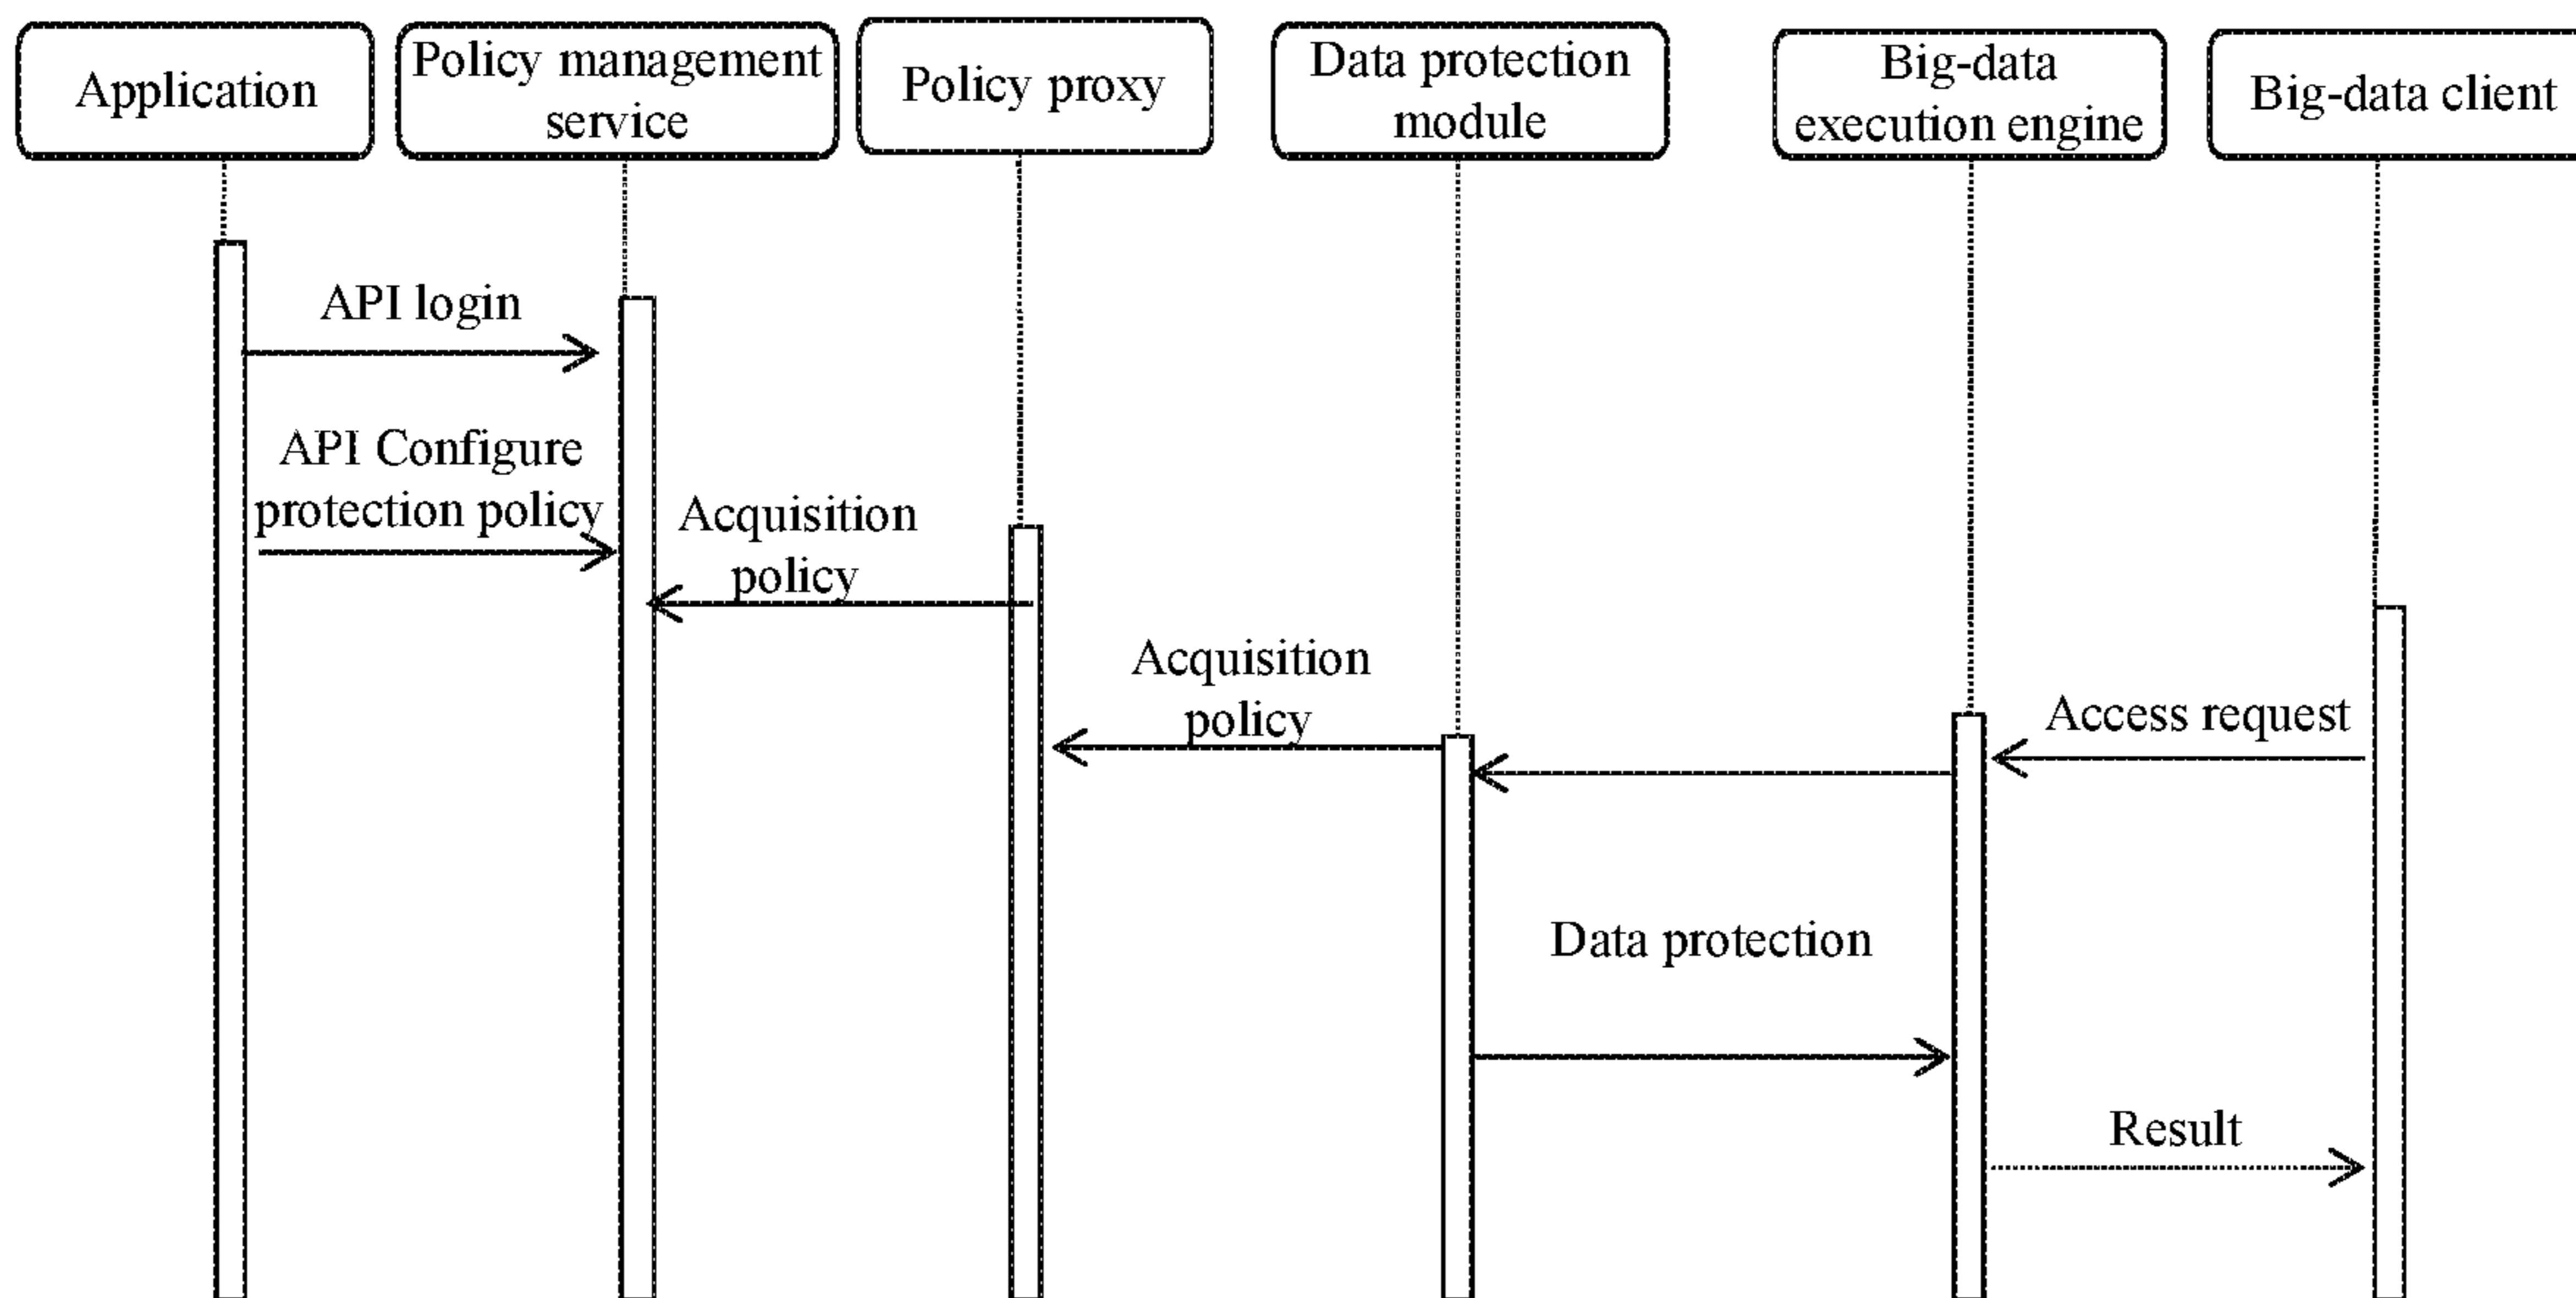 Application
Policy management
service
Policy proxy
Data protection
module
Big-data
execution engine
Big-data client
API login
API Configure
protection policy
Acquisition
policy
Acquisition
policy
Access request
Data protection
Result